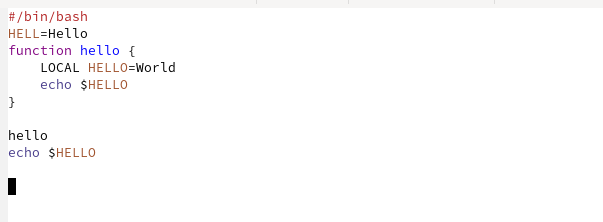 #/bin/bash
HELL=Hello
function hello {
    LOCAL HELLO=World
    echo $HELLO
}

hello
echo $HELLO